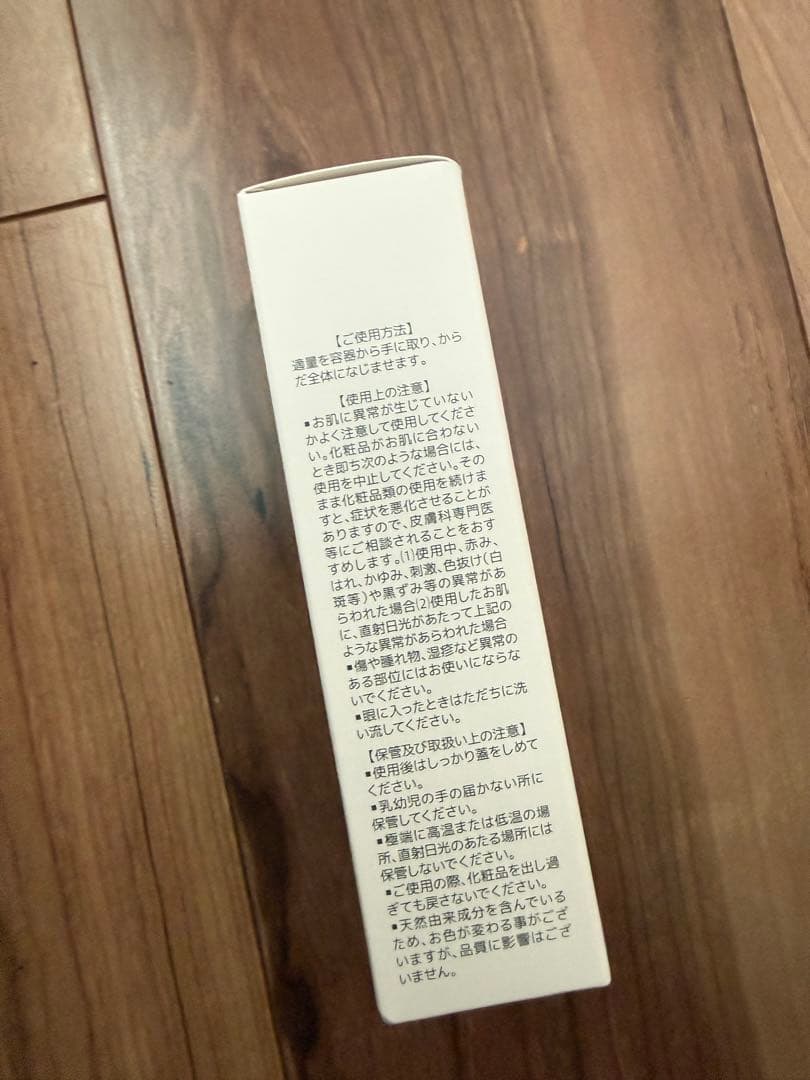 【ご使用方法】
適量を容器から手に取り、から
だ全体になじませます。
【使用上の注意】
▪お肌に異常が生じていない
かよく注意して使用してくださ
い。化粧品がお肌に合わない
とき即ち次のような場合には、
使用を中止してください。その
まま化粧品類の使用を続けま
すと、症状を悪化させることが
ありますので、皮膚科専門医
等にご相談されることをおす
すめします。⑴使用中、赤み、
はれ、かゆみ、刺激、色抜け(白
斑等)や黒ずみ等の異常があ
らわれた場合⑵使用したお肌
に、直射日光があたって上記の
ような異常があらわれた場合
▪傷や腫れ物、湿疹など異常の
ある部位にはお使いにならな
いでください。
▪眼に入ったときはただちに洗
い流してください。
【保管及び取扱い上の注意】
▪使用後はしっかり蓋をしめて
ください。
▪乳幼児の手の届かない所に
保管してください。
▪極端に高温または低温の場
所、直射日光のあたる場所には
保管しないでください。
▪ご使用の際、化粧品を出し過
ぎても戻さないでください。
▪天然由来成分を含んでいる
ため、お色が変わる事がござ
いますが、品質に影響はござ
いません。